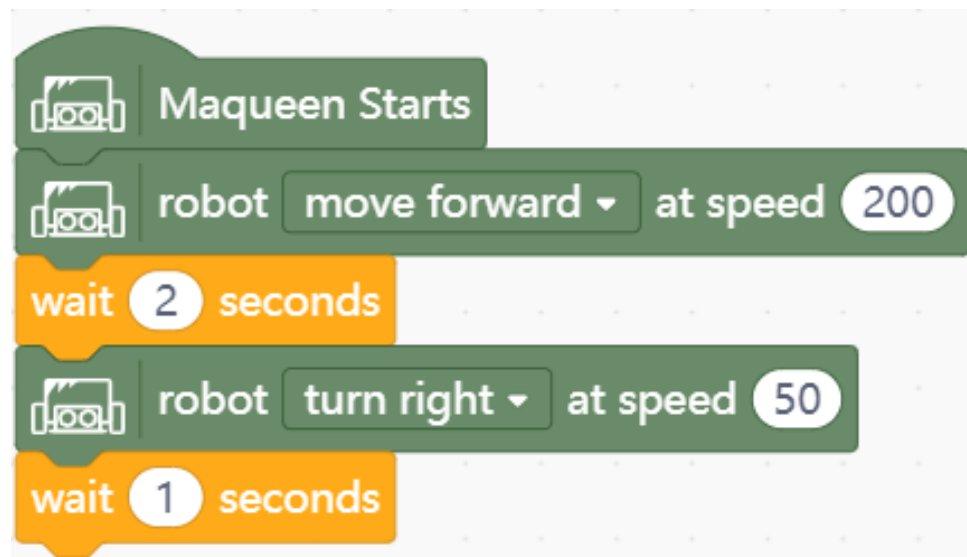 Maqueen Starts
robot move forward at speed 200
wait 2 seconds
robot turn right at speed 50
wait 1 seconds